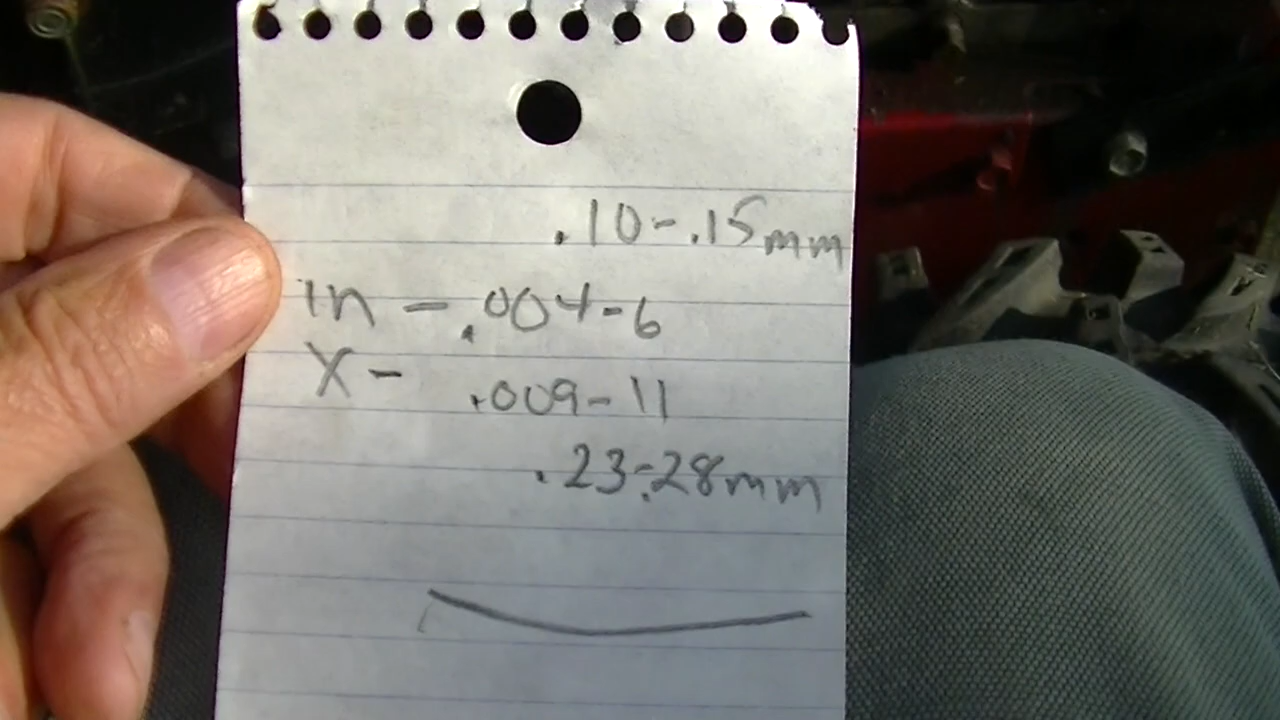 .10-.15mm
in - .004-6
X - .009-11
.23-.28mm